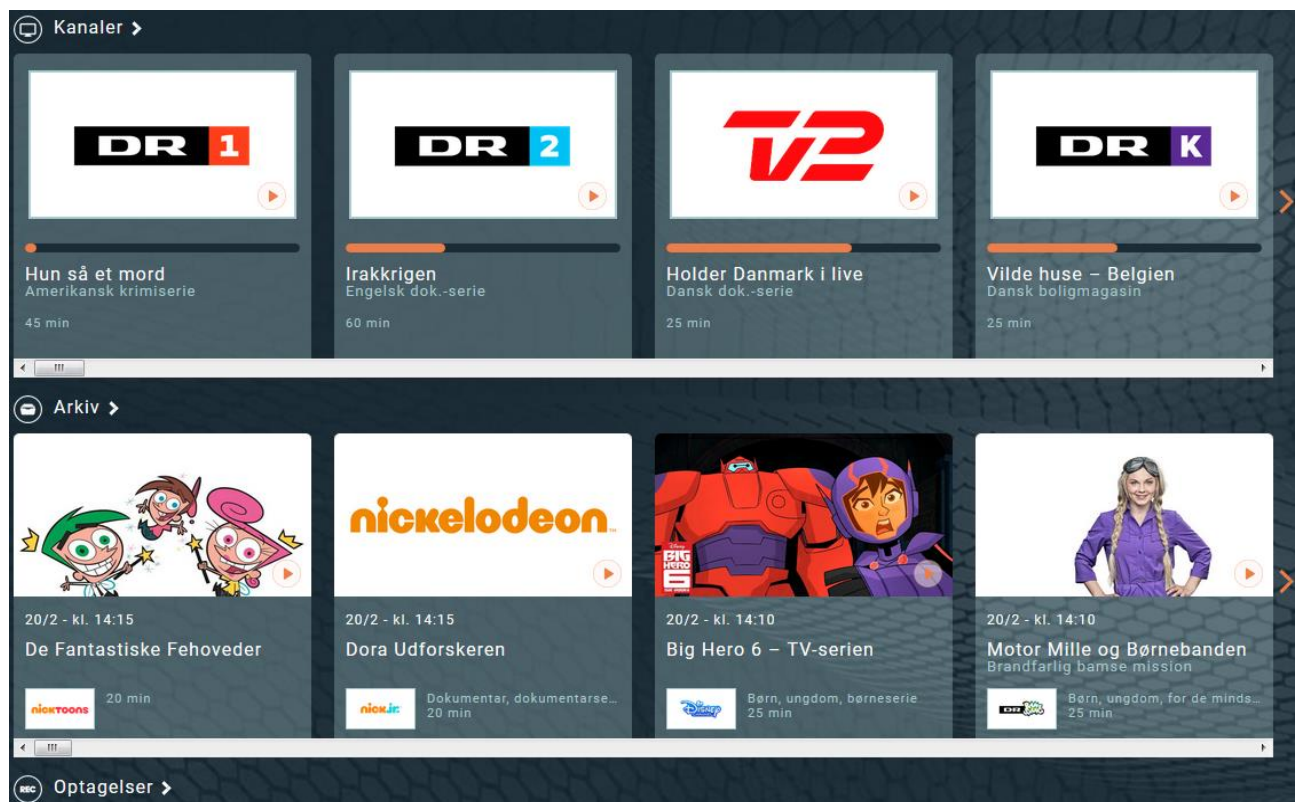 Kanaler
DR 1
DR 2
TV2
DR K
Hun så et mord
Amerikansk krimiserie
45 min
Irakkrigen
Engelsk dok.-serie
60 min
Holder Danmark i live
Dansk dok.-serie
25 min
Vilde huse – Belgien
Dansk boligmagasin
25 min
Arkiv
nickelodeon
Disney
BIG
HERO
6
20/2 - kl. 14:15
De Fantastiske Fehoveder
nicktoons
20 min
20/2 - kl. 14:15
Dora Udforskeren
nick jr.
Dokumentar, dokumentarse...
20 min
20/2 - kl. 14:10
Big Hero 6 – TV-serien
Disney
Børn, ungdom, børneserie
25 min
20/2 - kl. 14:10
Motor Mille og Børnebanden
Brandfarlig bamse mission
DR
Børn, ungdom, for de minds...
25 min
REC
Optagelser